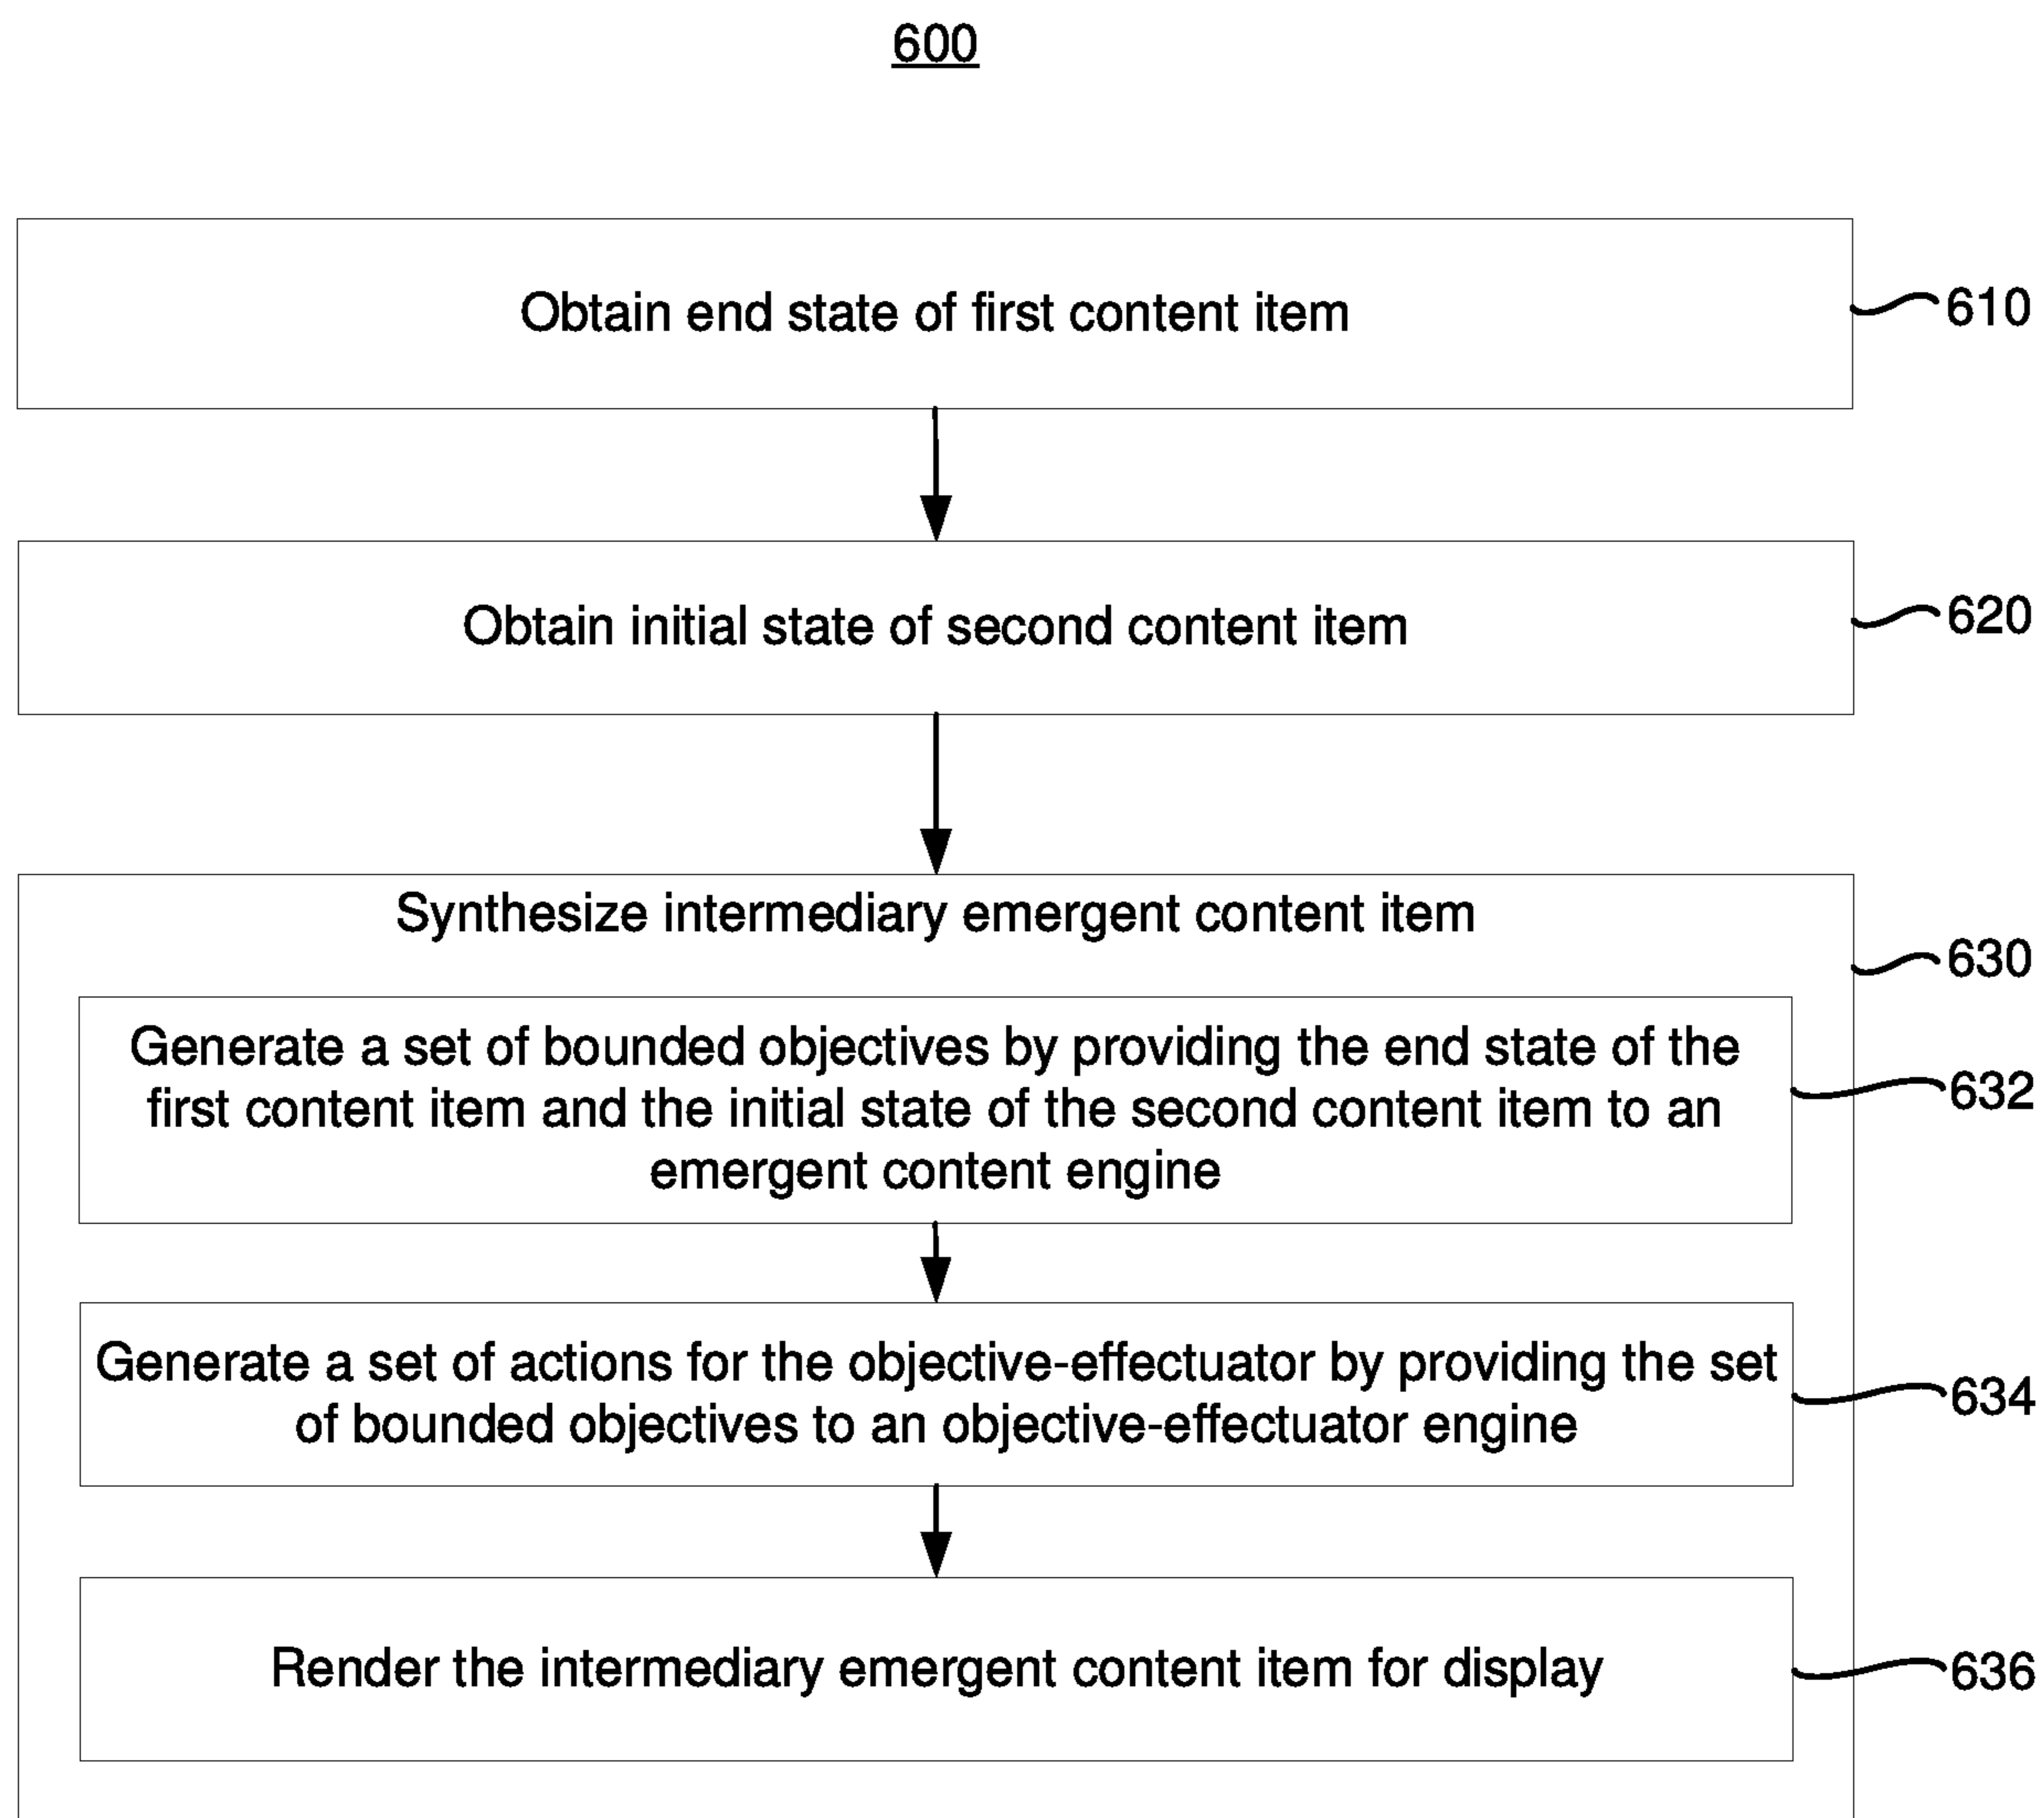 600
Obtain end state of first content item
610
Obtain initial state of second content item
620
Synthesize intermediary emergent content item
630
Generate a set of bounded objectives by providing the end state of the
first content item and the initial state of the second content item to an
emergent content engine
632
Generate a set of actions for the objective-effectuator by providing the set
of bounded objectives to an objective-effectuator engine
634
Render the intermediary emergent content item for display
636